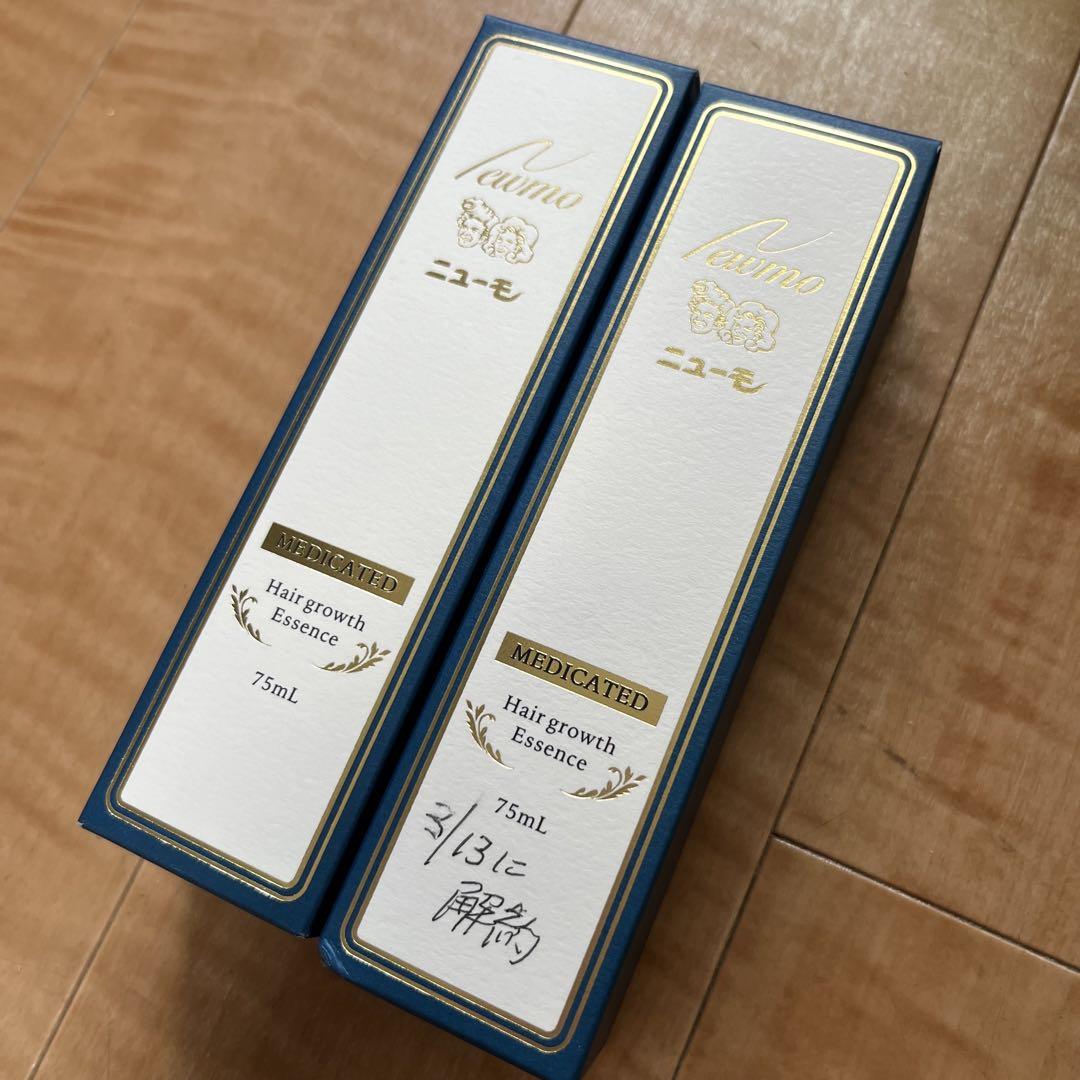 Newmo
ニューモ
MEDICATED
Hair growth
Essence
75mL
Newmo
ニューモ
MEDICATED
Hair growth
Essence
75mL
3/13に
解約